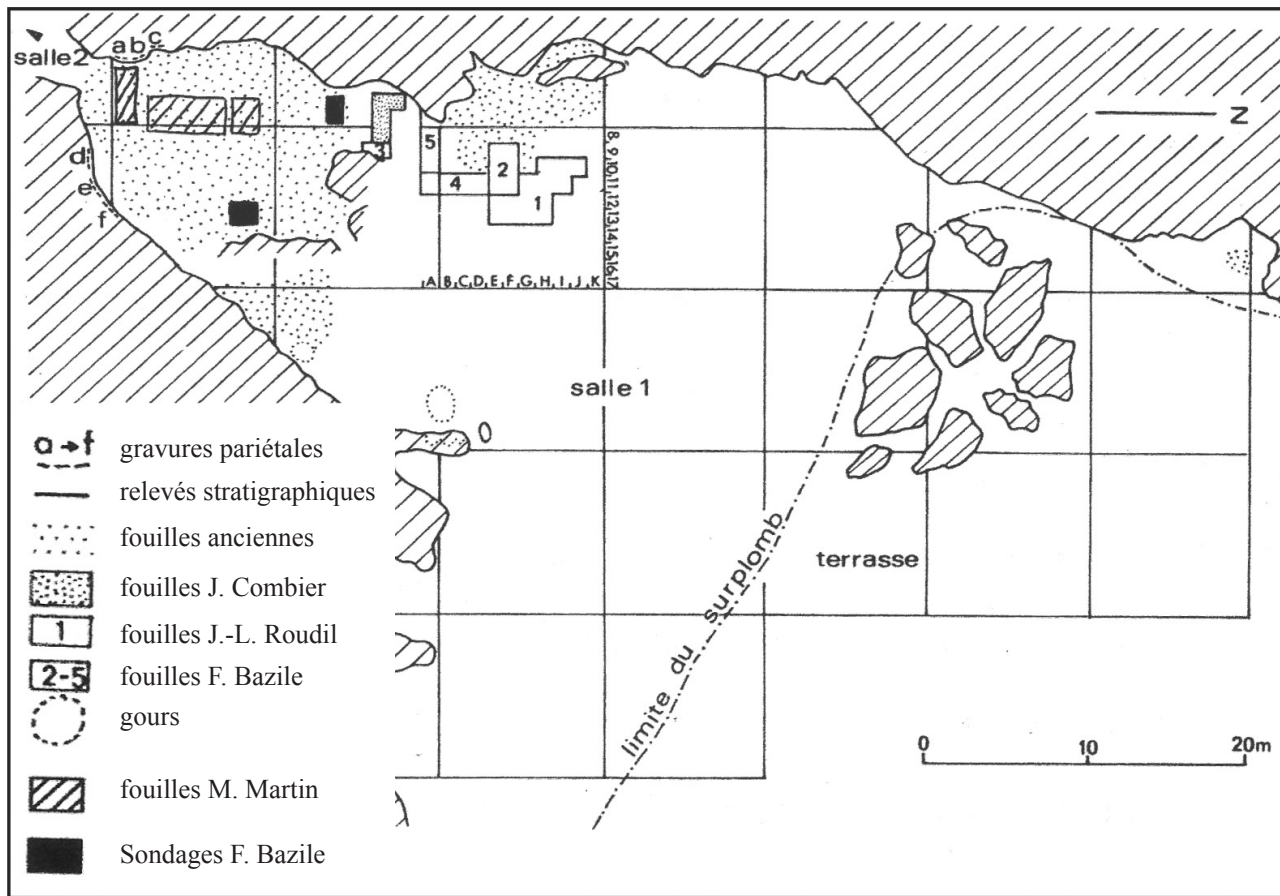 salle2
a b c
d
e
f
3
5
4
2
1
8, 9, 10, 11, 12, 13, 14, 15, 16, 17
A B C D E F G H I J K
Z
salle 1
limite du surplomb
terrasse
0 10 20m
a → f gravures pariétales
relevés stratigraphiques
fouilles anciennes
fouilles J. Combier
1 fouilles J.-L. Roudil
2-5 fouilles F. Bazile
gours
fouilles M. Martin
Sondages F. Bazile